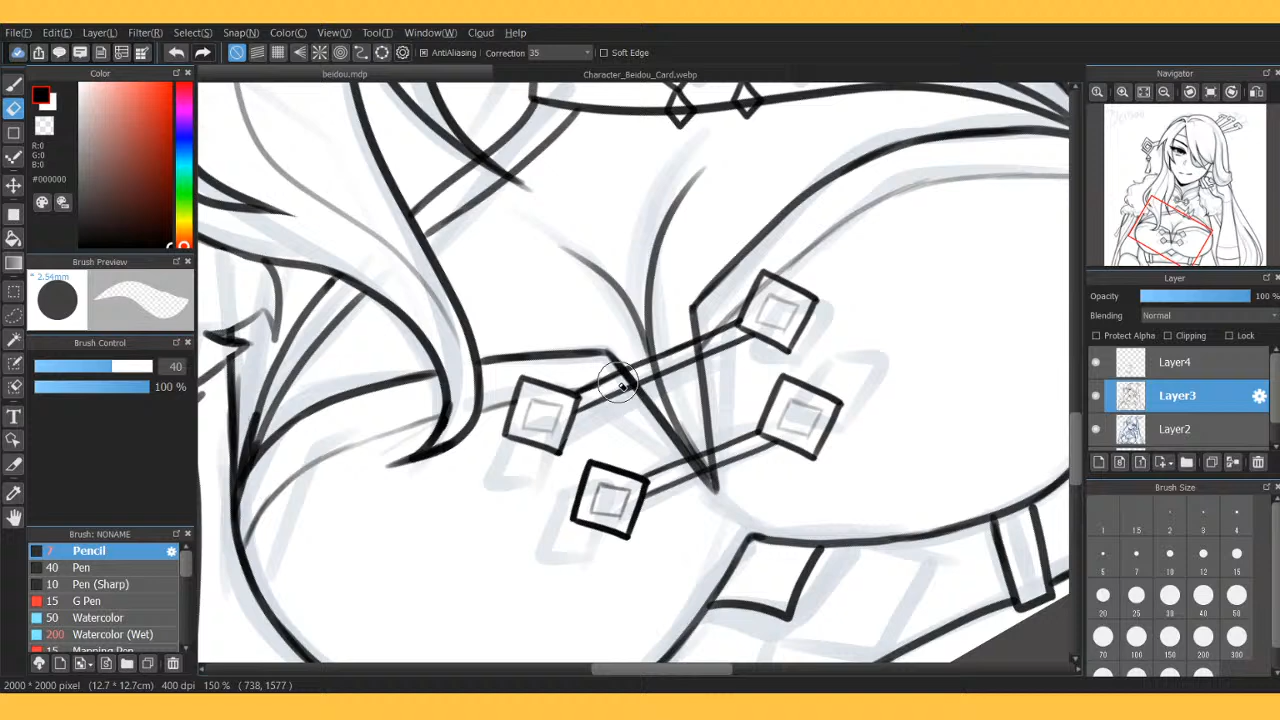 File(F) Edit(E) Layer(L) Filter(R) Select(S) Snap(N) Color(C) View(V) Tool(T) Window(W) Cloud Help
AntiAliasing Correction 35 Soft Edge
Color
beidou.mdp
Character_Beidou_Card.webp
Navigator
R:0
G:0
B:0
#000000
Brush Preview
* 2.54mm
Brush Control
40
100 %
T
Brush: NONAME
7 Pencil
40 Pen
10 Pen (Sharp)
15 G Pen
50 Watercolor
200 Watercolor (Wet)
15 Mapping Pen
Layer
Opacity 100 %
Blending Normal
Protect Alpha Clipping Lock
Layer4
Layer3
Layer2
Brush Size
1 1.5 2 3 4
5 7 10 12 15
20 25 30 40 50
70 100 150 200 300
2000 * 2000 pixel (12.7 * 12.7cm) 400 dpi 150 % ( 738, 1577 )